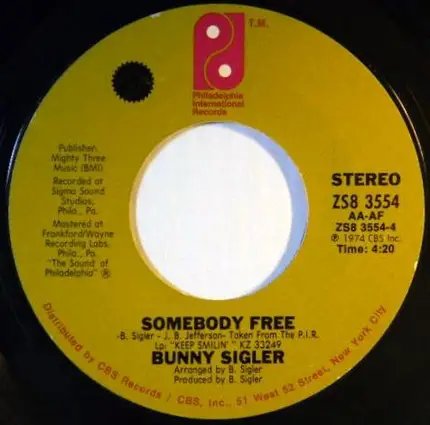 T.M.
Philadelphia
International
Records
Publisher:
Mighty Three
Music (BMI)
Recorded at
Sigma Sound
Studios,
Phila., Pa.
Mastered at
Frankford/Wayne
Recording Labs,
Phila., Pa.
"The Sound of
Philadelphia" ®
STEREO
ZS8 3554
AA-AF
ZS8 3554-4
℗ 1974 CBS Inc.
Time: 4:20
SOMEBODY FREE
-B. Sigler - J. B. Jefferson- Taken From The P.I.R.
Lp: "KEEP SMILIN'" KZ 33249
BUNNY SIGLER
Arranged by B. Sigler
Produced by B. Sigler
Distributed by CBS Records / CBS, Inc., 51 West 52 Street, New York City